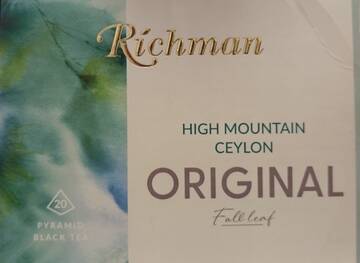 Richman
HIGH MOUNTAIN
CEYLON
ORIGINAL
Full leaf
20
PYRAMID
BLACK TEA